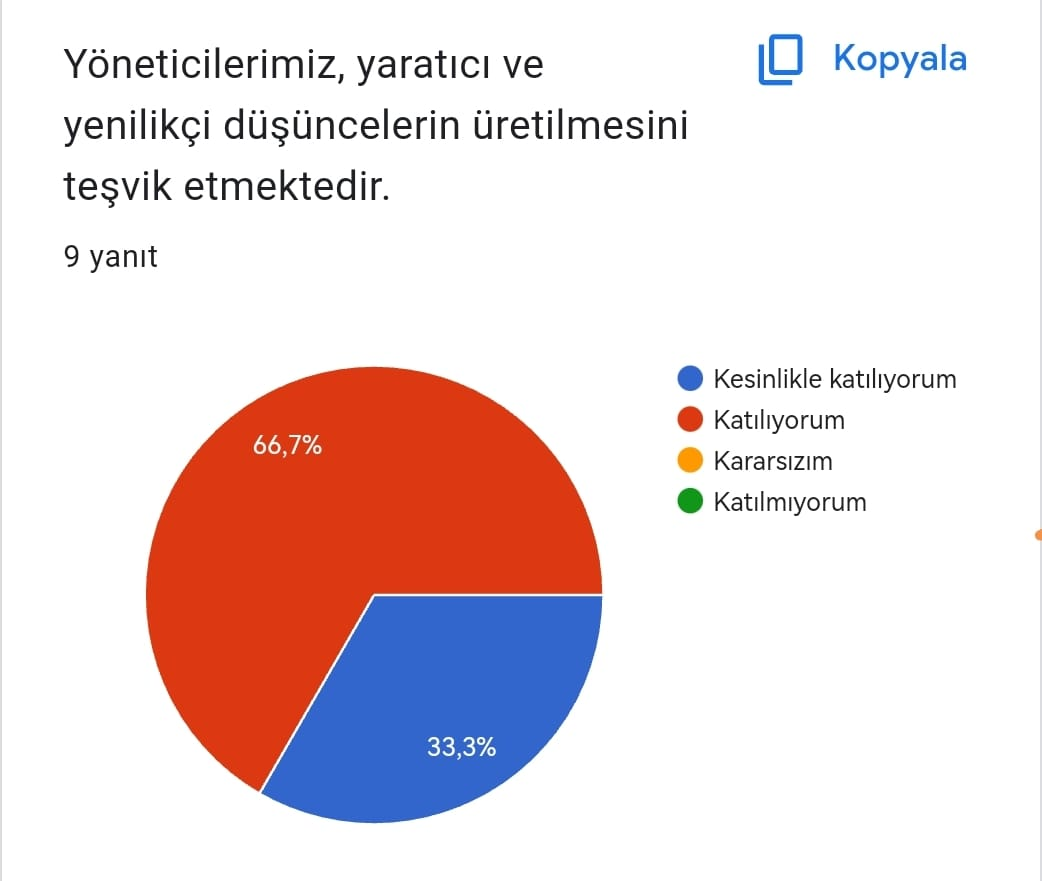 Yöneticilerimiz, yaratıcı ve
yenilikçi düşüncelerin üretilmesini
teşvik etmektedir.
Kopyala
9 yanıt
Kesinlikle katılıyorum
Katılıyorum
Kararsızım
Katılmıyorum
66,7%
33,3%